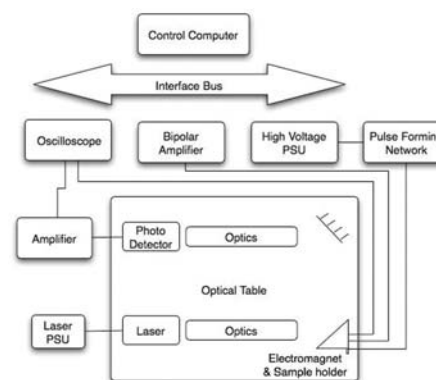 Control Computer
Interface Bus
Oscilloscope
Bipolar
Amplifier
High Voltage
PSU
Pulse Formin
Network
Amplifier
Photo
Detector
Optics
Optical Table
Laser
PSU
Laser
Optics
Electromagnet
& Sample holder